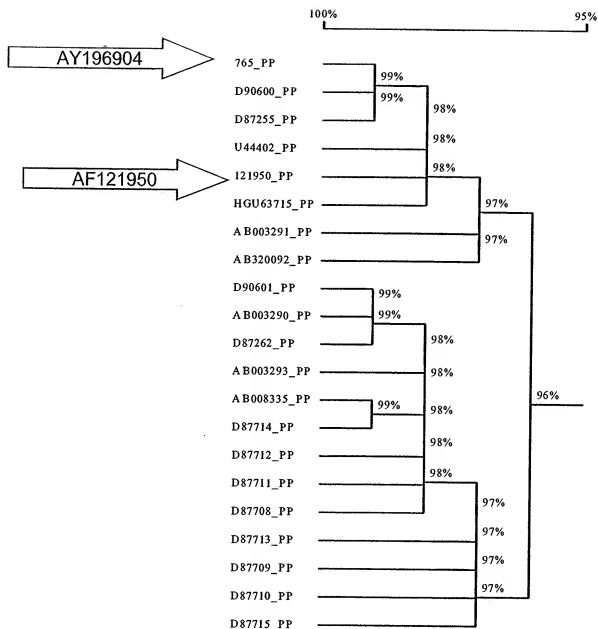 100% 95%
AY196904
765_PP
99%
D90600_PP
99%
98%
D87255_PP
U44402_PP
98%
AF121950
I21950_PP
98%
HGU63715_PP
97%
AB003291_PP
97%
AB320092_PP
D90601_PP
99%
AB003290_PP
99%
D87262_PP
98%
AB003293_PP
98%
AB008335_PP
99%
98%
D87714_PP
98%
D87712_PP
D87711_PP
98%
D87708_PP
97%
D87713_PP
97%
D87709_PP
97%
D87710_PP
97%
D87715_PP
96%